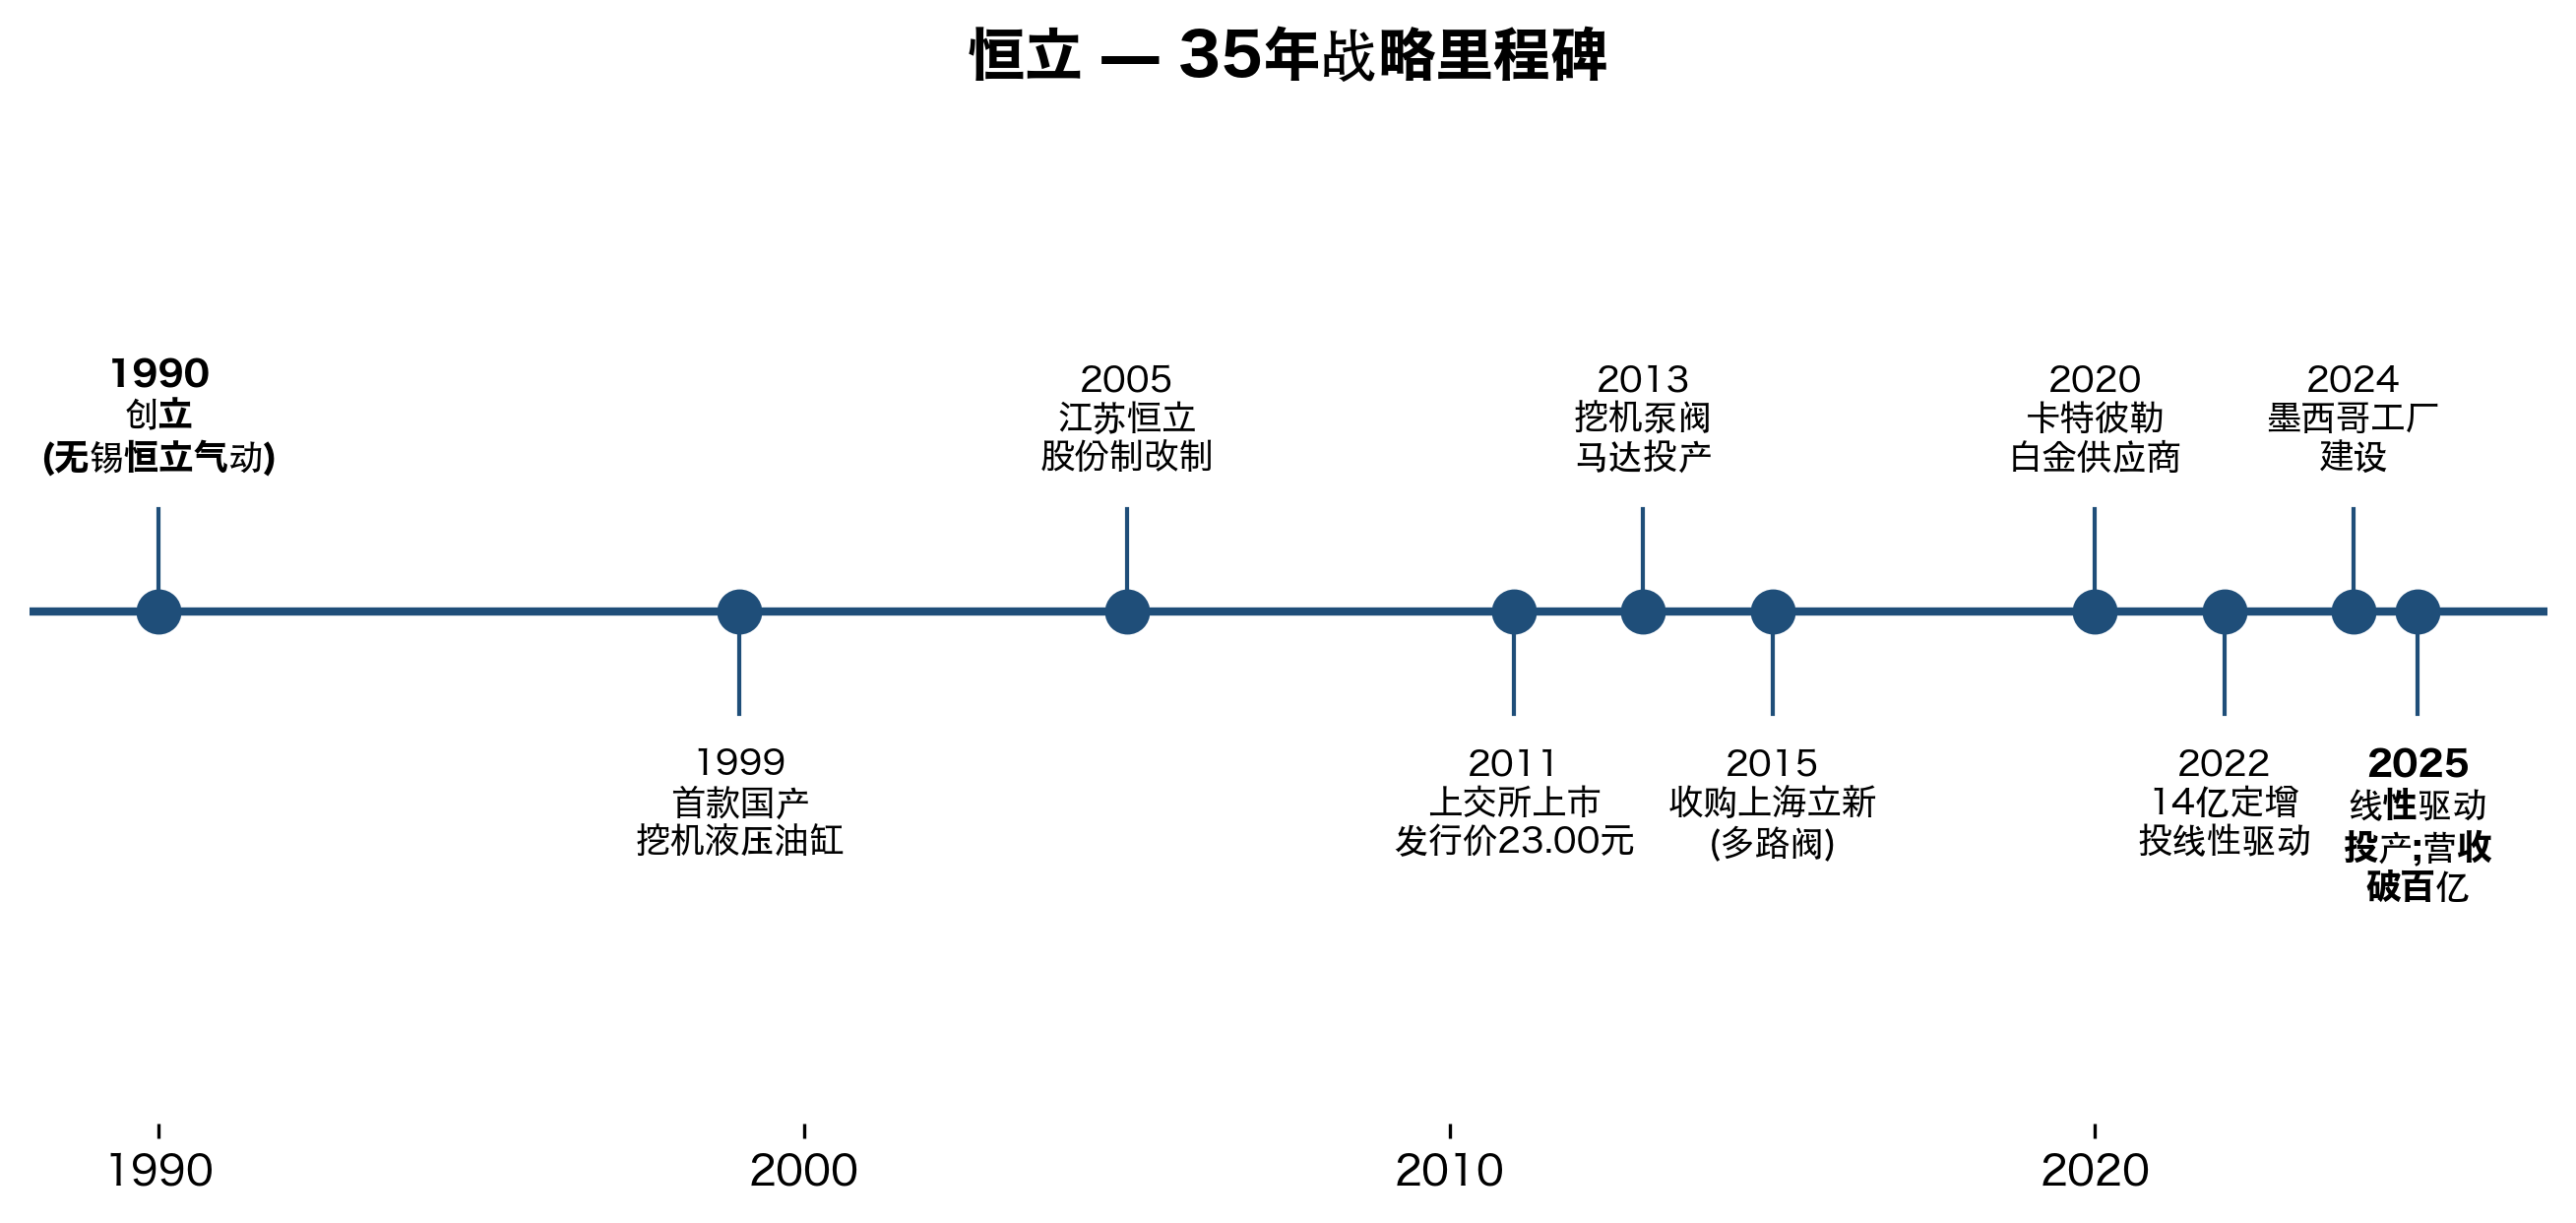 恒立 — 35年战略里程碑
1990
创立
(无锡恒立气动)
1999
首款国产
挖机液压油缸
2005
江苏恒立
股份制改制
2011
上交所上市
发行价23.00元
2013
挖机泵阀
马达投产
2015
收购上海立新
(多路阀)
2020
卡特彼勒
白金供应商
2022
14亿定增
投线性驱动
2024
墨西哥工厂
建设
2025
线性驱动
投产;营收
破百亿
1990
2000
2010
2020